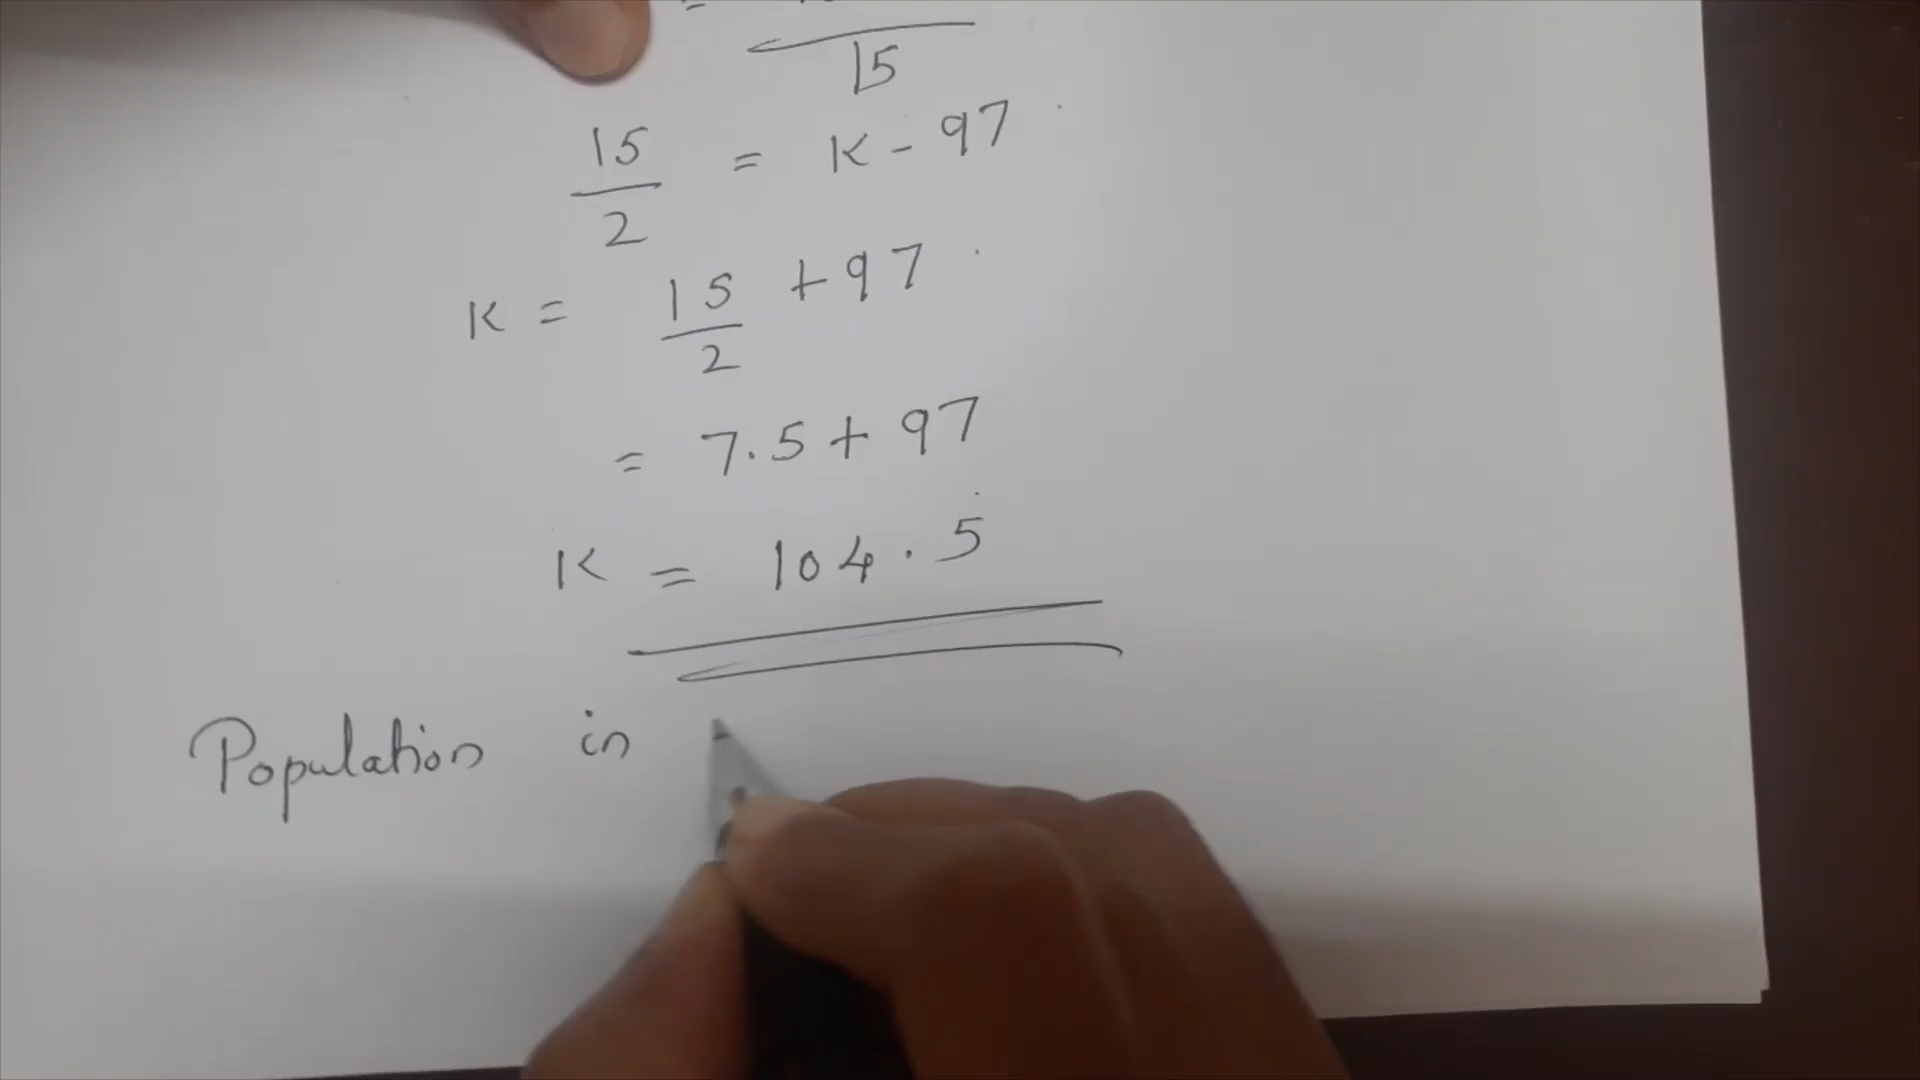 = —— / 15
15/2 = K - 97
K = 15/2 + 97
= 7.5 + 97
K = 104.5
Population in